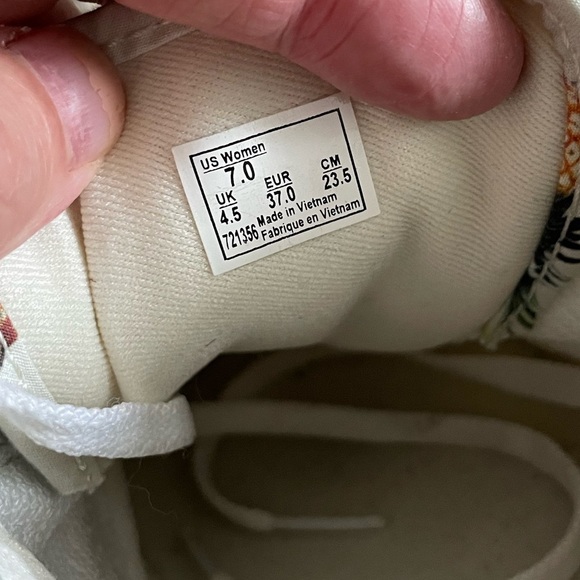 US Women
7.0
UK EUR CM
4.5 37.0 23.5
Made in Vietnam
721356 Fabrique en Vietnam